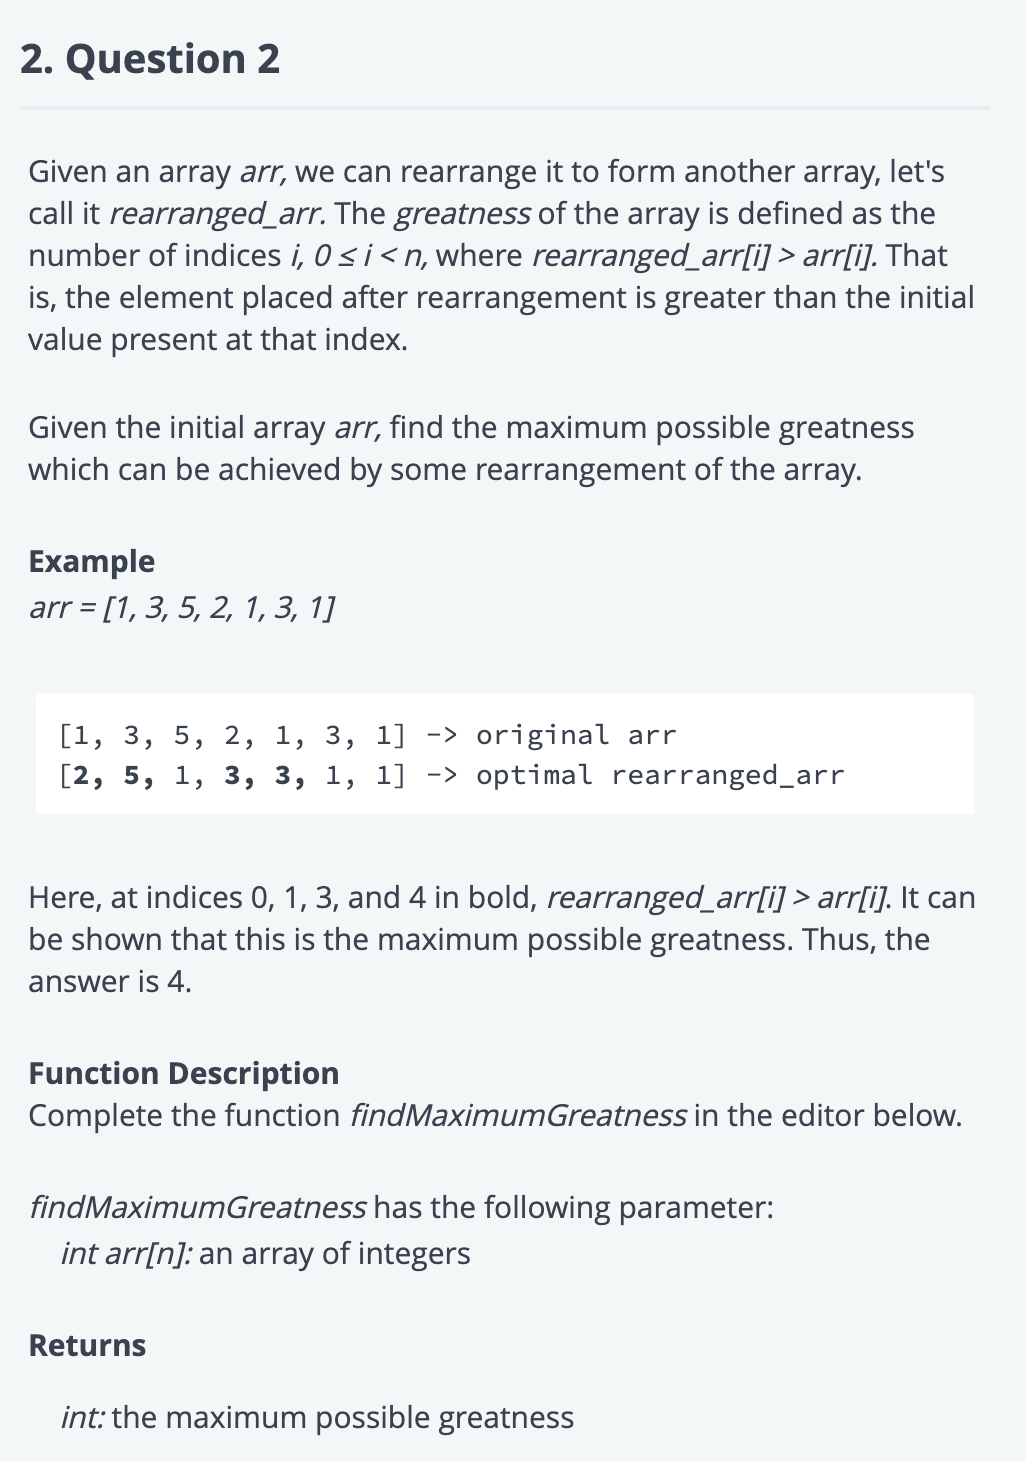 2. Question 2
Given an array arr, we can rearrange it to form another array, let's
call it rearranged_arr. The greatness of the array is defined as the
number of indices i, 0 ≤ i < n, where rearranged_arr[i] > arr[i]. That
is, the element placed after rearrangement is greater than the initial
value present at that index.
Given the initial array arr, find the maximum possible greatness
which can be achieved by some rearrangement of the array.
Example
arr = [1, 3, 5, 2, 1, 3, 1]
[1, 3, 5, 2, 1, 3, 1] -> original arr
[2, 5, 1, 3, 3, 1, 1] -> optimal rearranged_arr
Here, at indices 0, 1, 3, and 4 in bold, rearranged_arr[i] > arr[i]. It can
be shown that this is the maximum possible greatness. Thus, the
answer is 4.
Function Description
Complete the function findMaximumGreatness in the editor below.
findMaximumGreatness has the following parameter:
int arr[n]: an array of integers
Returns
int: the maximum possible greatness